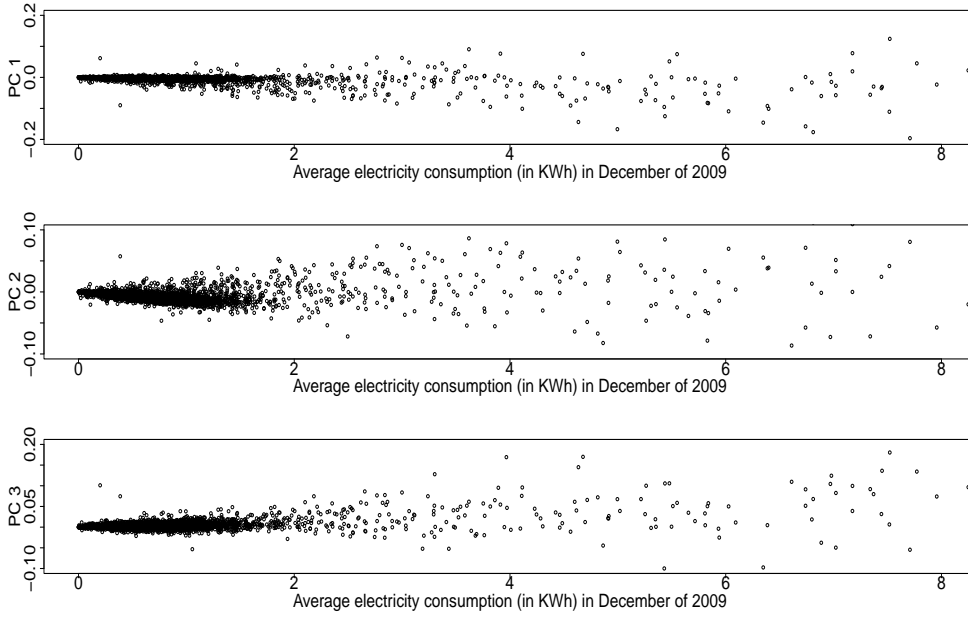 PC 1
0.2
0.0
−0.2
0 2 4 6 8
Average electricity consumption (in KWh) in December of 2009
PC 2
0.10
0.00
−0.10
0 2 4 6 8
Average electricity consumption (in KWh) in December of 2009
PC 3
0.20
0.05
−0.10
0 2 4 6 8
Average electricity consumption (in KWh) in December of 2009